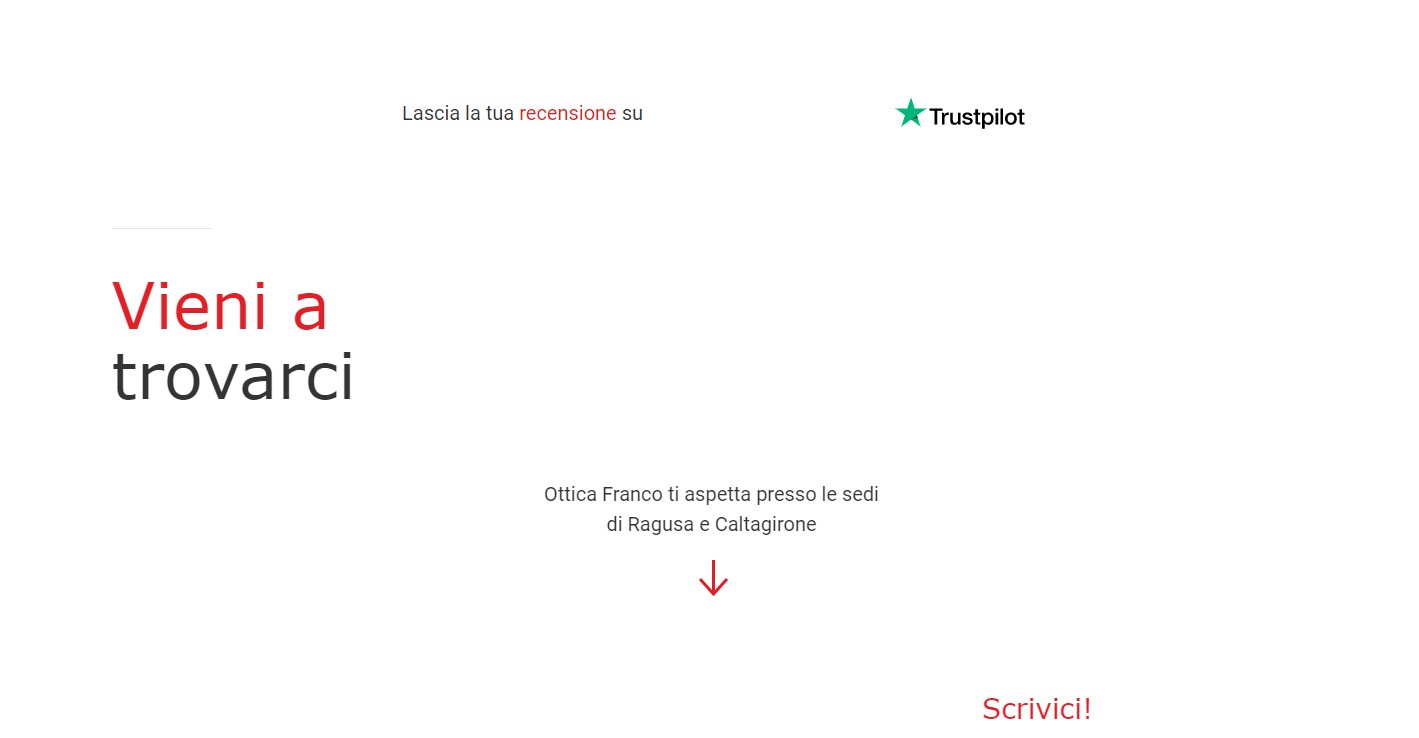 Lascia la tua recensione su
Trustpilot
Vieni a
trovarci
Ottica Franco ti aspetta presso le sedi
di Ragusa e Caltagirone
Scrivici!